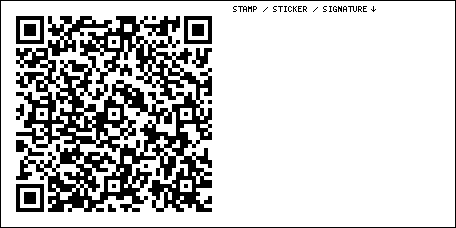 STAMP / STICKER / SIGNATURE ↓